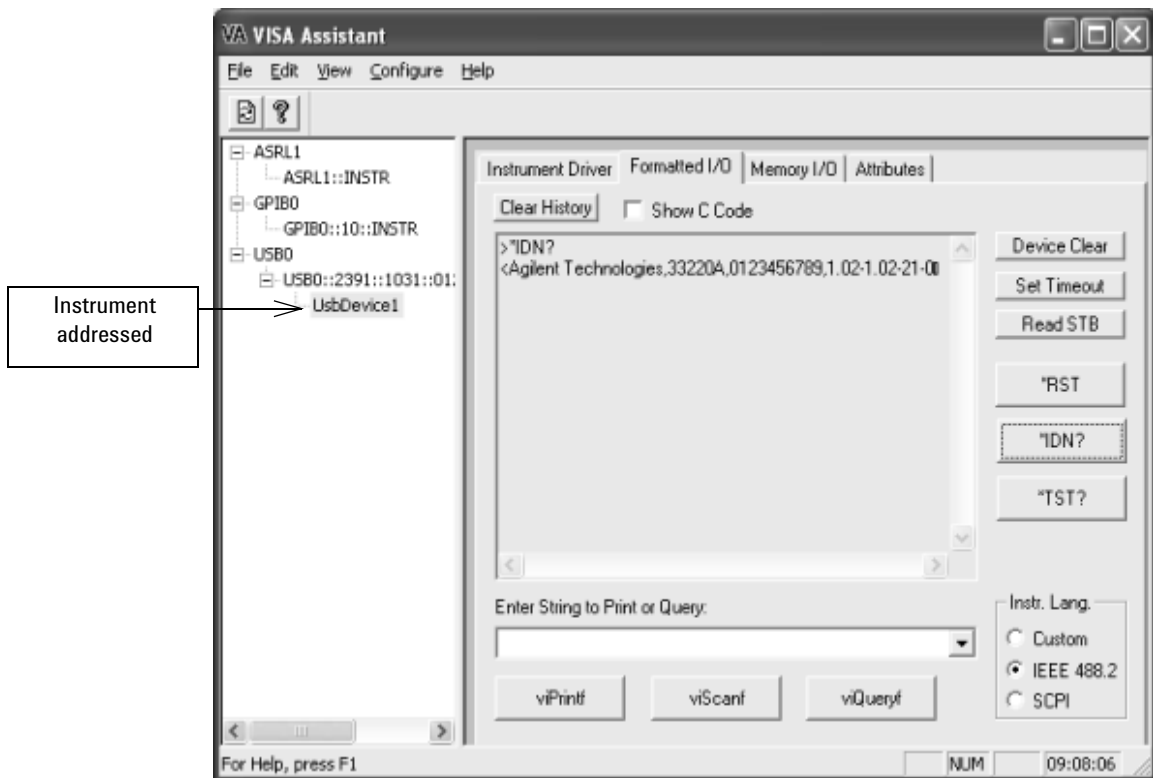 VA VISA Assistant
File Edit View Configure Help
ASRL1
ASRL1::INSTR
GPIB0
GPIB0::10::INSTR
USB0
USB0::2391::1031::01:
UsbDevice1
Instrument
addressed
Instrument Driver Formatted I/O Memory I/O Attributes
Clear History Show C Code
>*IDN?
<Agilent Technologies,33220A,0123456789,1.02-1.02-21-0
Device Clear
Set Timeout
Read STB
*RST
*IDN?
*TST?
Enter String to Print or Query:
viPrintf viScanf viQueryf
Instr. Lang.
Custom
IEEE 488.2
SCPI
For Help, press F1 NUM 09:08:06